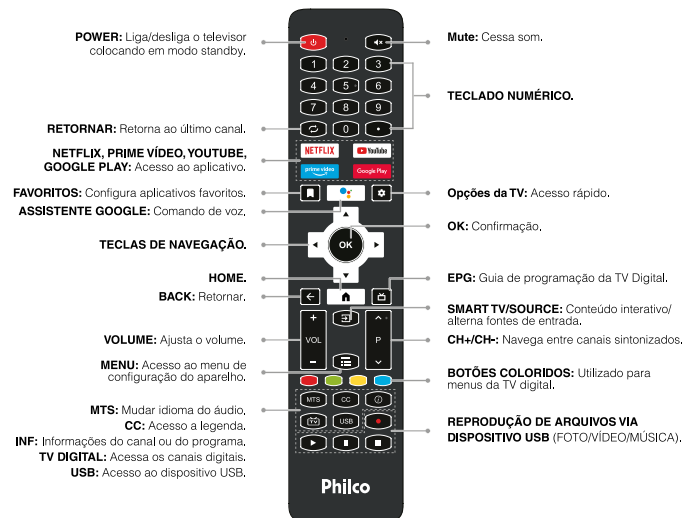 POWER: Liga/desliga o televisor
colocando em modo standby.
RETORNAR: Retorna ao último canal.
NETFLIX, PRIME VÍDEO, YOUTUBE,
GOOGLE PLAY: Acesso ao aplicativo.
FAVORITOS: Configura aplicativos favoritos.
ASSISTENTE GOOGLE: Comando de voz.
TECLAS DE NAVEGAÇÃO.
HOME.
BACK: Retornar.
VOLUME: Ajusta o volume.
MENU: Acesso ao menu de
configuração do aparelho.
MTS: Mudar idioma do áudio,
CC: Acesso a legenda.
INF: Informações do canal ou do programa,
TV DIGITAL: Acessa os canais digitais.
USB: Acesso ao dispositivo USB.
1 2 3
4 5 6
7 8 9
0
NETFLIX YouTube
prime video Google Play
OK
+
VOL P
−
MTS CC i
TV USB
Philco
Mute: Cessa som.
TECLADO NUMÉRICO.
Opções da TV: Acesso rápido.
OK: Confirmação.
EPG: Guia de programação da TV Digital.
SMART TV/SOURCE: Conteúdo interativo/
alterna fontes de entrada.
CH+/CH-: Navega entre canais sintonizados.
BOTÕES COLORIDOS: Utilizado para
menus da TV digital.
REPRODUÇÃO DE ARQUIVOS VIA
DISPOSITIVO USB (FOTO/VÍDEO/MÚSICA).